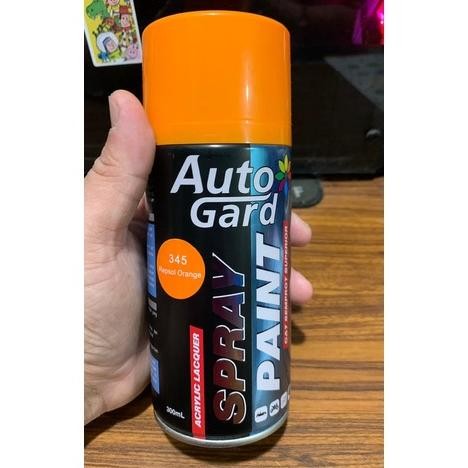 Auto
Gard
345
Repsol Orange
SPRAY
PAINT
ACRYLIC LACQUER
CAT SEMPROT SUPERIOR
300mL